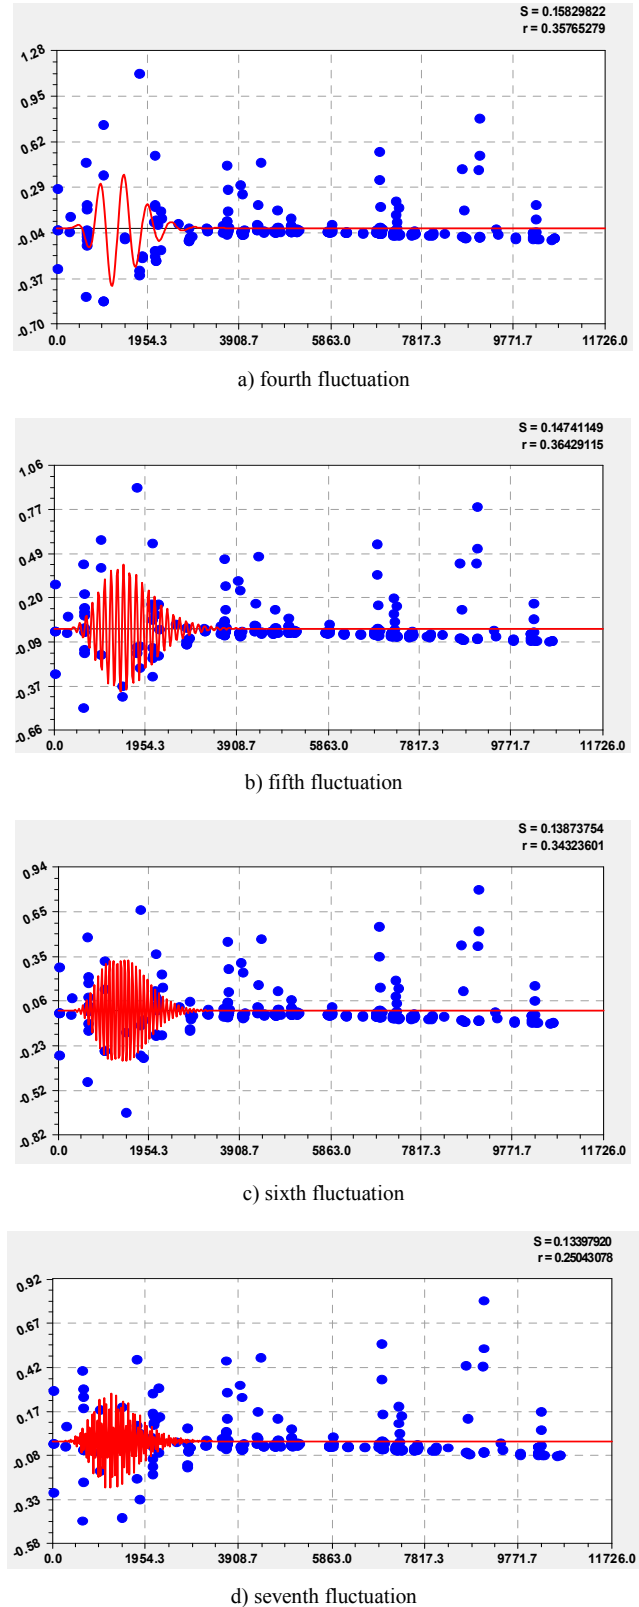 S = 0.15829822
r = 0.35765279
1.28
0.95
0.62
0.29
-0.04
-0.37
-0.70
0.0 1954.3 3908.7 5863.0 7817.3 9771.7 11726.0
a) fourth fluctuation
S = 0.14741149
r = 0.36429115
1.06
0.77
0.49
0.20
-0.09
-0.37
-0.66
0.0 1954.3 3908.7 5863.0 7817.3 9771.7 11726.0
b) fifth fluctuation
S = 0.13873754
r = 0.34323601
0.94
0.65
0.35
0.06
-0.23
-0.52
-0.82
0.0 1954.3 3908.7 5863.0 7817.3 9771.7 11726.0
c) sixth fluctuation
S = 0.13397920
r = 0.25043078
0.92
0.67
0.42
0.17
-0.08
-0.33
-0.58
0.0 1954.3 3908.7 5863.0 7817.3 9771.7 11726.0
d) seventh fluctuation